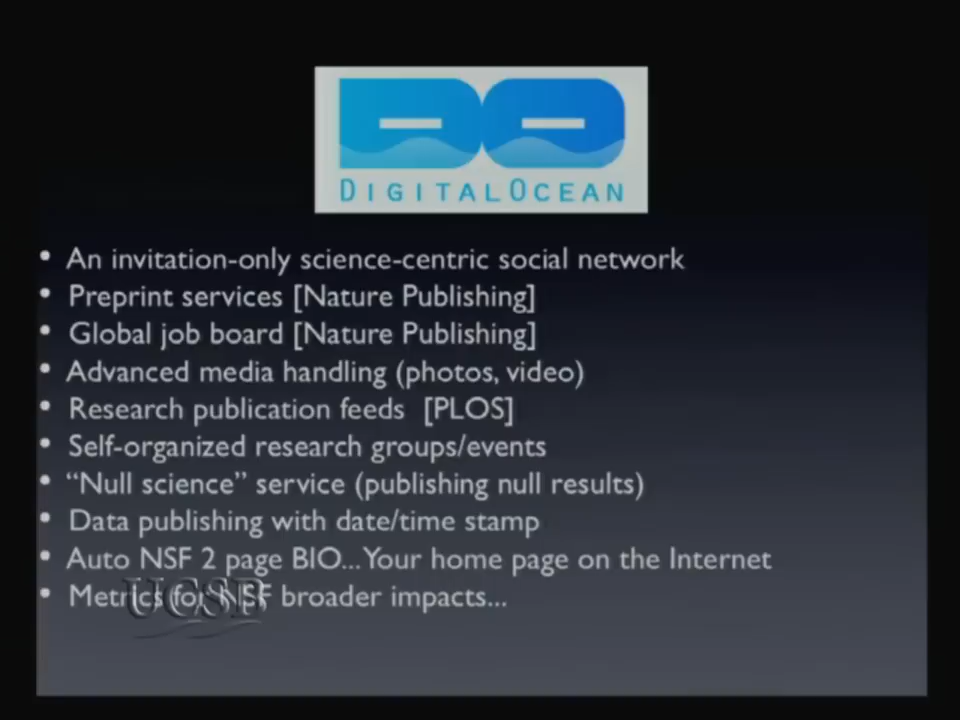 DO
DIGITALOCEAN
• An invitation-only science-centric social network
• Preprint services [Nature Publishing]
• Global job board [Nature Publishing]
• Advanced media handling (photos, video)
• Research publication feeds [PLOS]
• Self-organized research groups/events
• “Null science” service (publishing null results)
• Data publishing with date/time stamp
• Auto NSF 2 page BIO... Your home page on the Internet
• Metrics for NSF broader impacts...
UCSB